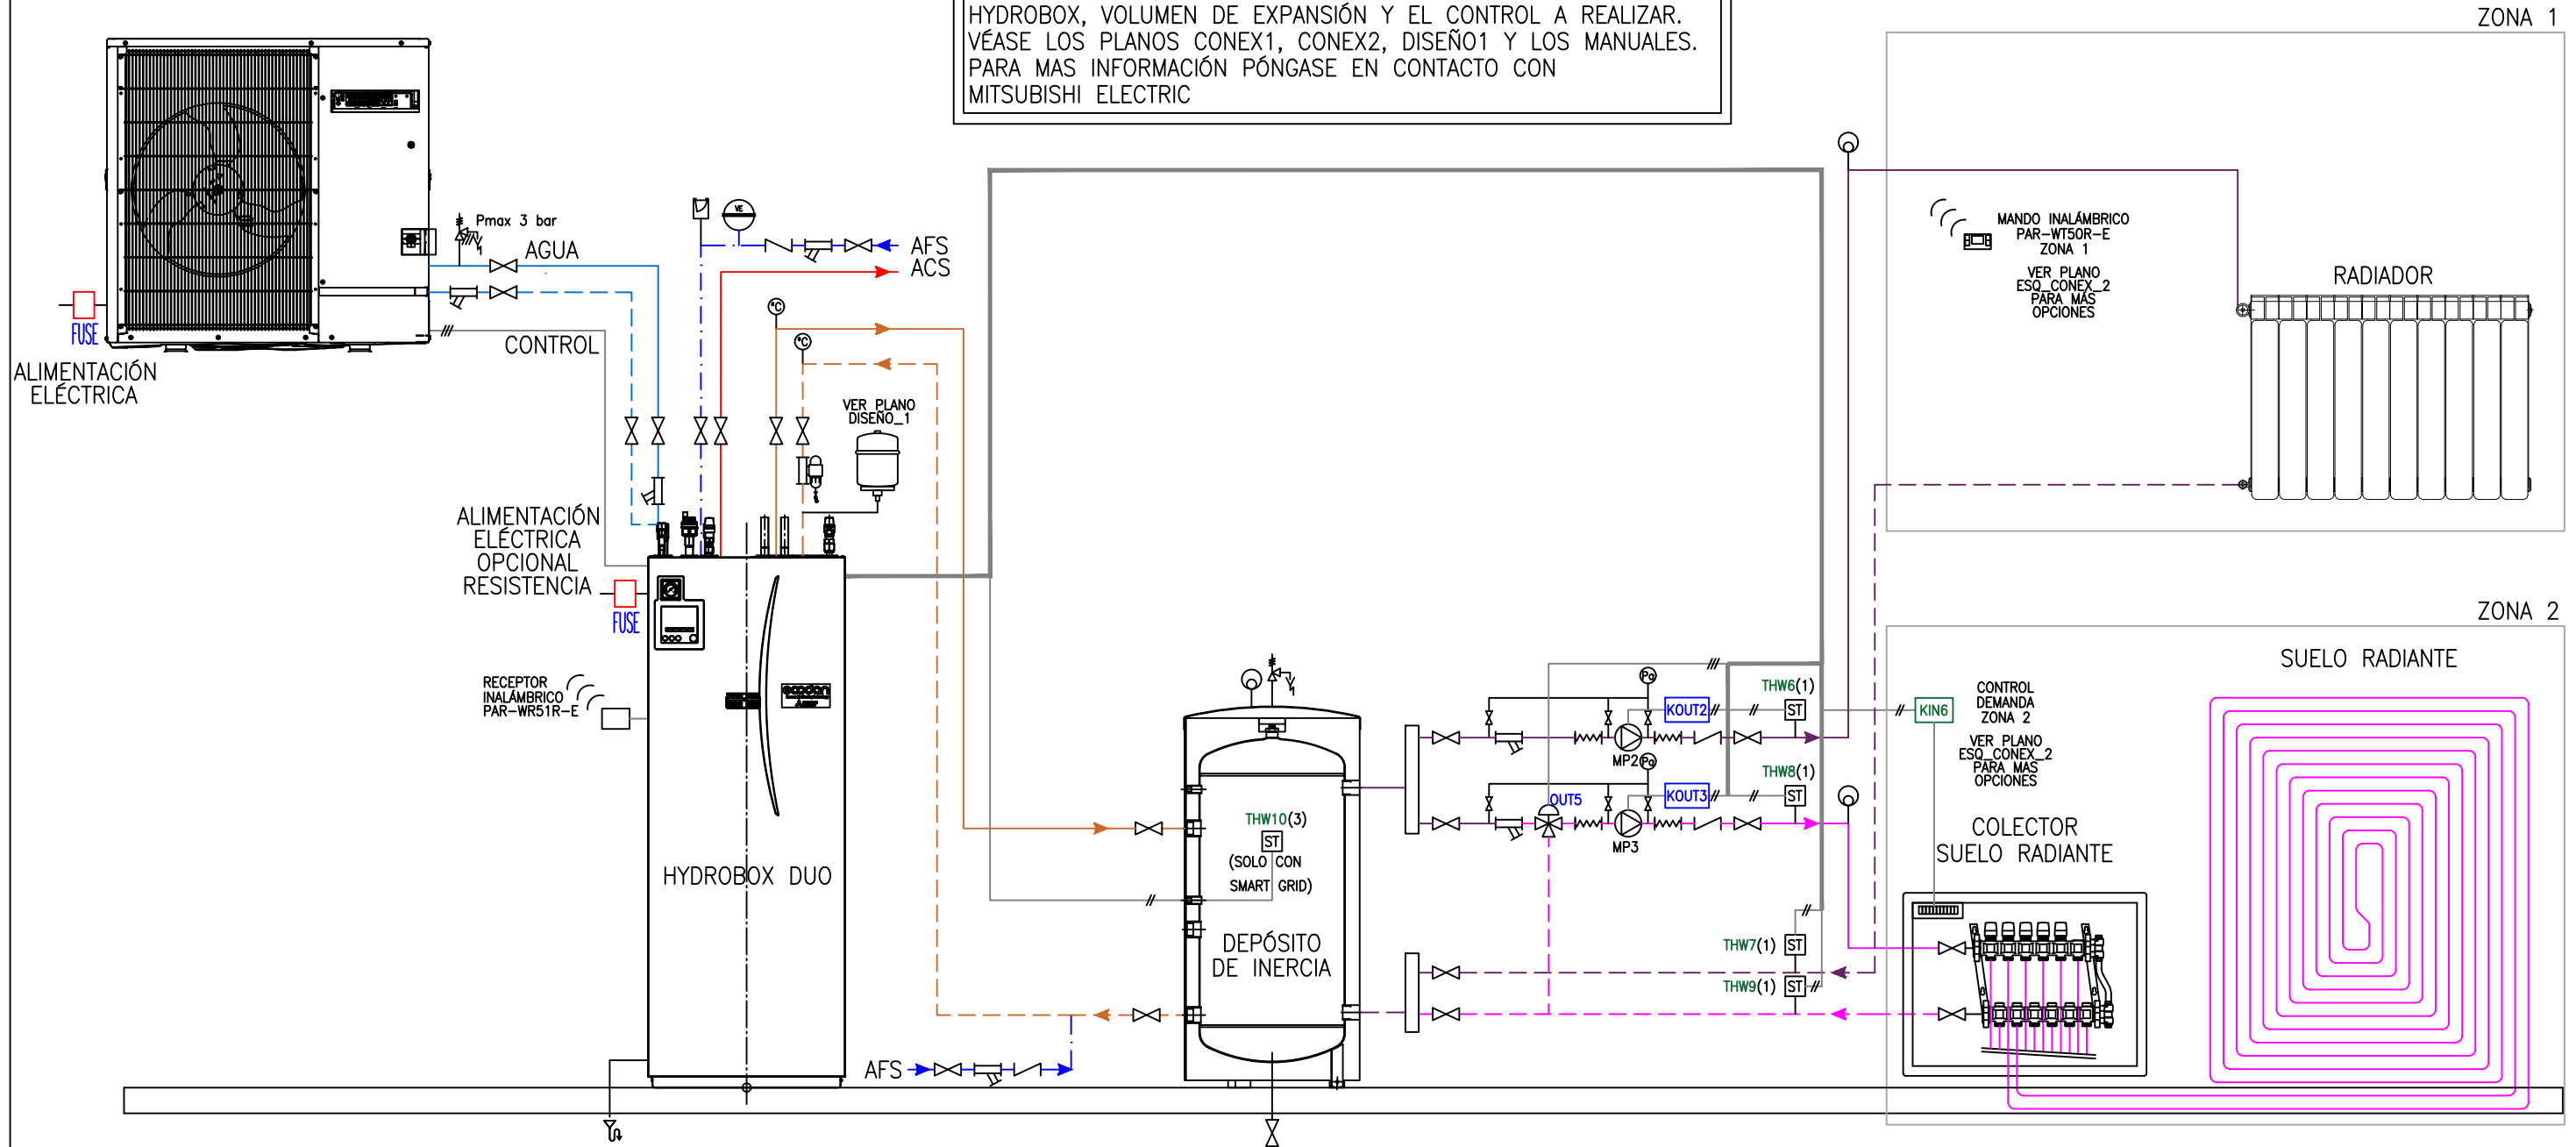 HYDROBOX, VOLUMEN DE EXPANSIÓN Y EL CONTROL A REALIZAR.
VÉASE LOS PLANOS CONEX1, CONEX2, DISEÑO1 Y LOS MANUALES.
PARA MAS INFORMACIÓN PÓNGASE EN CONTACTO CON
MITSUBISHI ELECTRIC
ZONA 1
Pmax 3 bar
AGUA
VE
AFS
ACS
FUSE
CONTROL
ALIMENTACIÓN
ELÉCTRICA
°C
°C
VER PLANO
DISEÑO_1
MANDO INALÁMBRICO
PAR-WT50R-E
ZONA 1
VER PLANO
ESQ_CONEX_2
PARA MÁS
OPCIONES
RADIADOR
ALIMENTACIÓN
ELÉCTRICA
OPCIONAL
RESISTENCIA
FUSE
RECEPTOR
INALÁMBRICO
PAR-WR51R-E
ecodan
HYDROBOX DUO
AFS
THW10(3)
ST
(SOLO CON
SMART GRID)
DEPÓSITO
DE INERCIA
Pa
KOUT2
THW6(1)
ST
MP2
Pa
OUT5
KOUT3
THW8(1)
ST
MP3
THW7(1)
ST
THW9(1)
ST
ZONA 2
SUELO RADIANTE
KIN6
CONTROL
DEMANDA
ZONA 2
VER PLANO
ESQ_CONEX_2
PARA MAS
OPCIONES
COLECTOR
SUELO RADIANTE